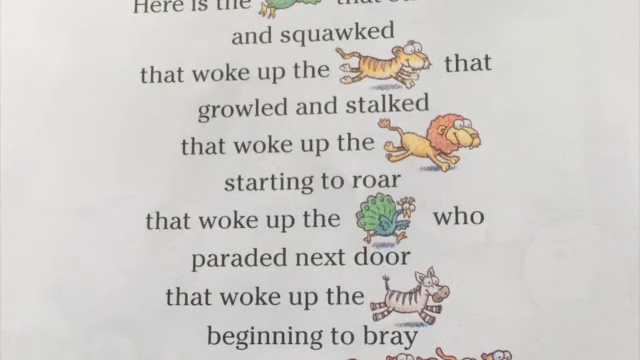 Here is the that
and squawked
that woke up the that
growled and stalked
that woke up the
starting to roar
that woke up the who
paraded next door
that woke up the
beginning to bray